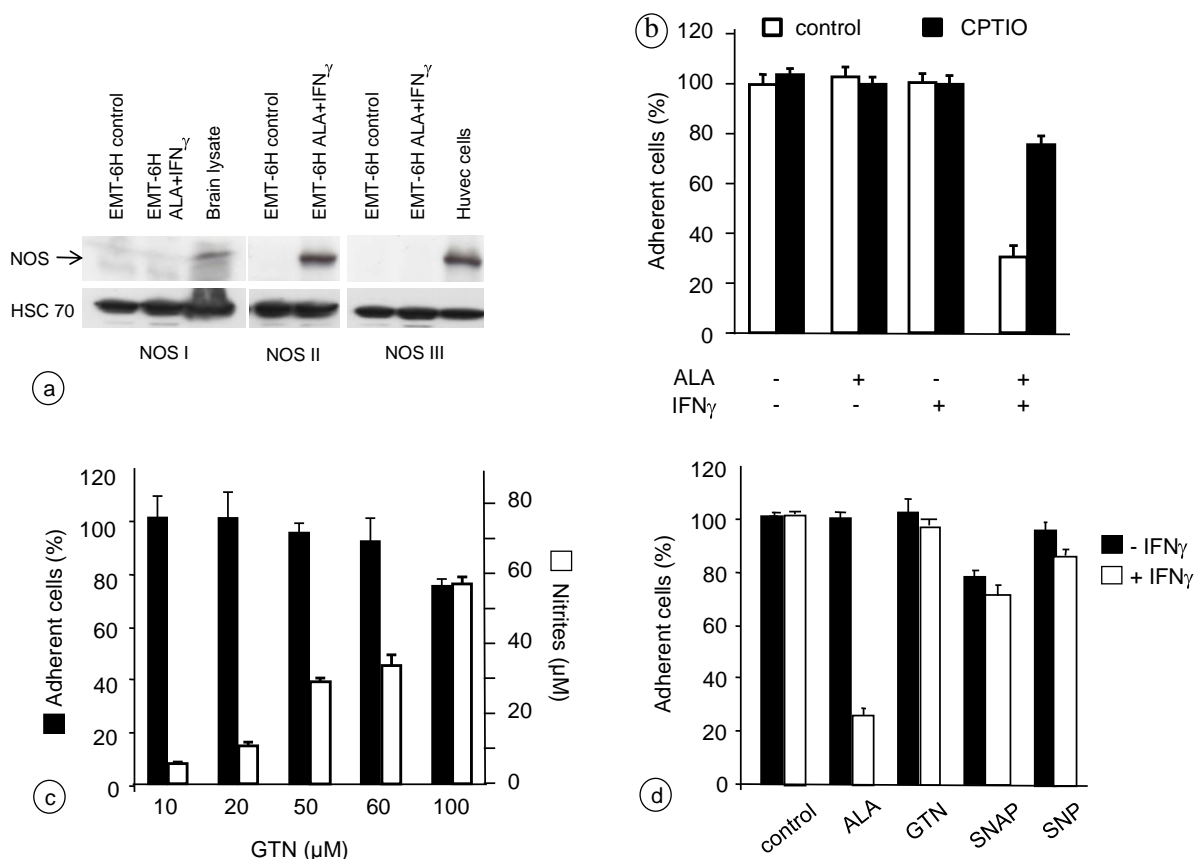 EMT-6H control
EMT-6H
ALA+IFNγ
Brain lysate
EMT-6H control
EMT-6H ALA+IFNγ
EMT-6H control
EMT-6H ALA+IFNγ
Huvec cells
NOS
HSC 70
NOS I
NOS II
NOS III
a
b
control
CPTIO
Adherent cells (%)
120
100
80
60
40
20
0
ALA - + - +
IFNγ - - + +
c
Adherent cells (%)
120
100
80
60
40
20
0
Nitrites (µM)
80
60
40
20
0
10 20 50 60 100
GTN (µM)
d
Adherent cells (%)
120
100
80
60
40
20
0
control
ALA
GTN
SNAP
SNP
- IFNγ
+ IFNγ